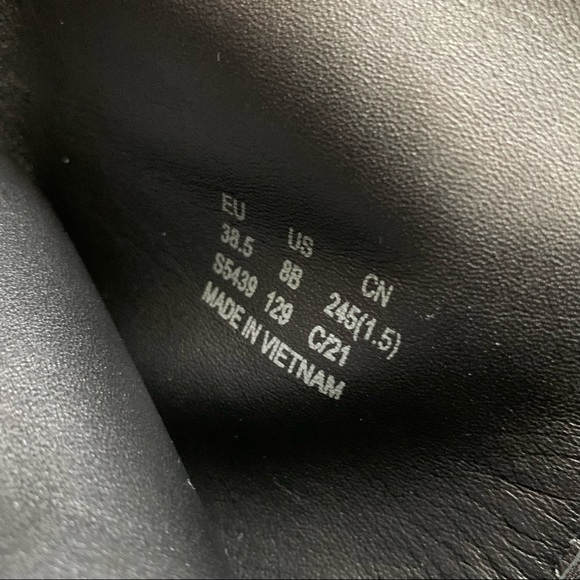 EU US CN
38.5 8B 245(1.5)
S5439 129 C/21
MADE IN VIETNAM